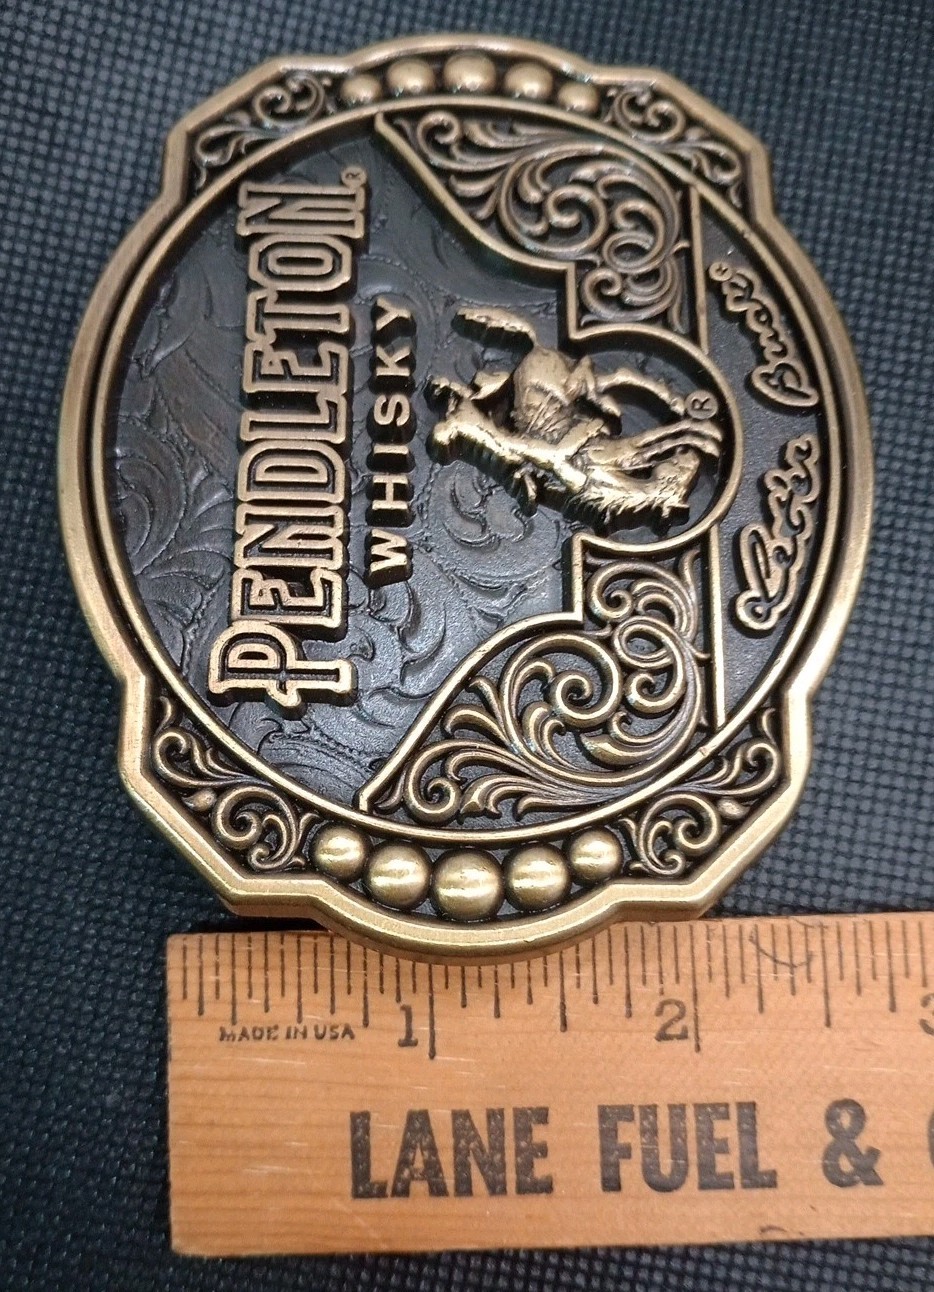 PENDLETON®
WHISKY
®
Let'er Buck®
MADE IN USA
1 2 3
LANE FUEL &